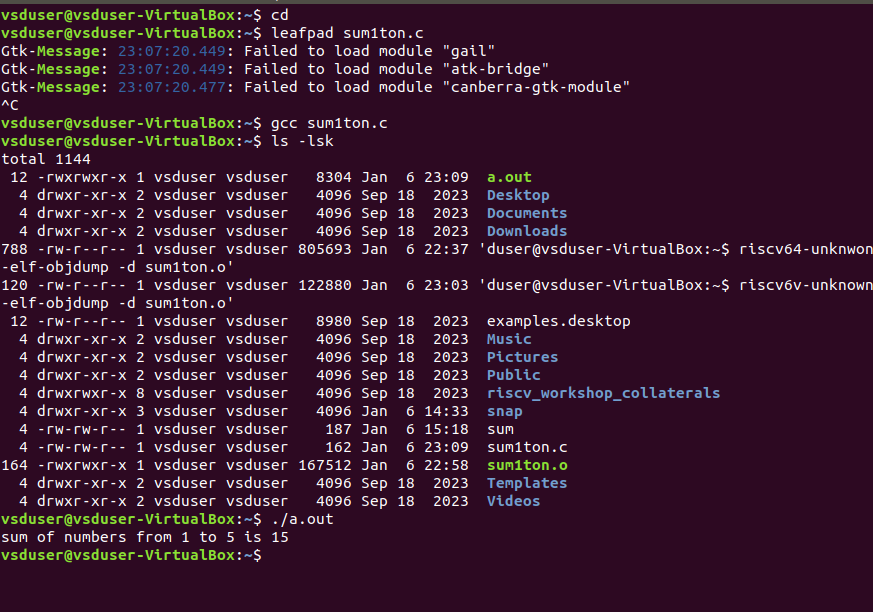 vsduser@vsduser-VirtualBox:~$ cd
vsduser@vsduser-VirtualBox:~$ leafpad sum1ton.c
Gtk-Message: 23:07:20.449: Failed to load module "gail"
Gtk-Message: 23:07:20.449: Failed to load module "atk-bridge"
Gtk-Message: 23:07:20.477: Failed to load module "canberra-gtk-module"
^C
vsduser@vsduser-VirtualBox:~$ gcc sum1ton.c
vsduser@vsduser-VirtualBox:~$ ls -lsk
total 1144
 12 -rwxrwxr-x 1 vsduser vsduser   8304 Jan  6 23:09  a.out
  4 drwxr-xr-x 2 vsduser vsduser   4096 Sep 18  2023  Desktop
  4 drwxr-xr-x 2 vsduser vsduser   4096 Sep 18  2023  Documents
  4 drwxr-xr-x 2 vsduser vsduser   4096 Sep 18  2023  Downloads
788 -rw-r--r-- 1 vsduser vsduser 805693 Jan  6 22:37 'duser@vsduser-VirtualBox:~$ riscv64-unknwon
-elf-objdump -d sum1ton.o'
120 -rw-r--r-- 1 vsduser vsduser 122880 Jan  6 23:03 'duser@vsduser-VirtualBox:~$ riscv6v-unknown
-elf-objdump -d sum1ton.o'
 12 -rw-r--r-- 1 vsduser vsduser   8980 Sep 18  2023  examples.desktop
  4 drwxr-xr-x 2 vsduser vsduser   4096 Sep 18  2023  Music
  4 drwxr-xr-x 2 vsduser vsduser   4096 Sep 18  2023  Pictures
  4 drwxr-xr-x 2 vsduser vsduser   4096 Sep 18  2023  Public
  4 drwxrwxr-x 8 vsduser vsduser   4096 Sep 18  2023  riscv_workshop_collaterals
  4 drwxr-xr-x 3 vsduser vsduser   4096 Jan  6 14:33  snap
  4 -rw-rw-r-- 1 vsduser vsduser    187 Jan  6 15:18  sum
  4 -rw-rw-r-- 1 vsduser vsduser    162 Jan  6 23:09  sum1ton.c
164 -rwxrwxr-x 1 vsduser vsduser 167512 Jan  6 22:58  sum1ton.o
  4 drwxr-xr-x 2 vsduser vsduser   4096 Sep 18  2023  Templates
  4 drwxr-xr-x 2 vsduser vsduser   4096 Sep 18  2023  Videos
vsduser@vsduser-VirtualBox:~$ ./a.out
sum of numbers from 1 to 5 is 15
vsduser@vsduser-VirtualBox:~$